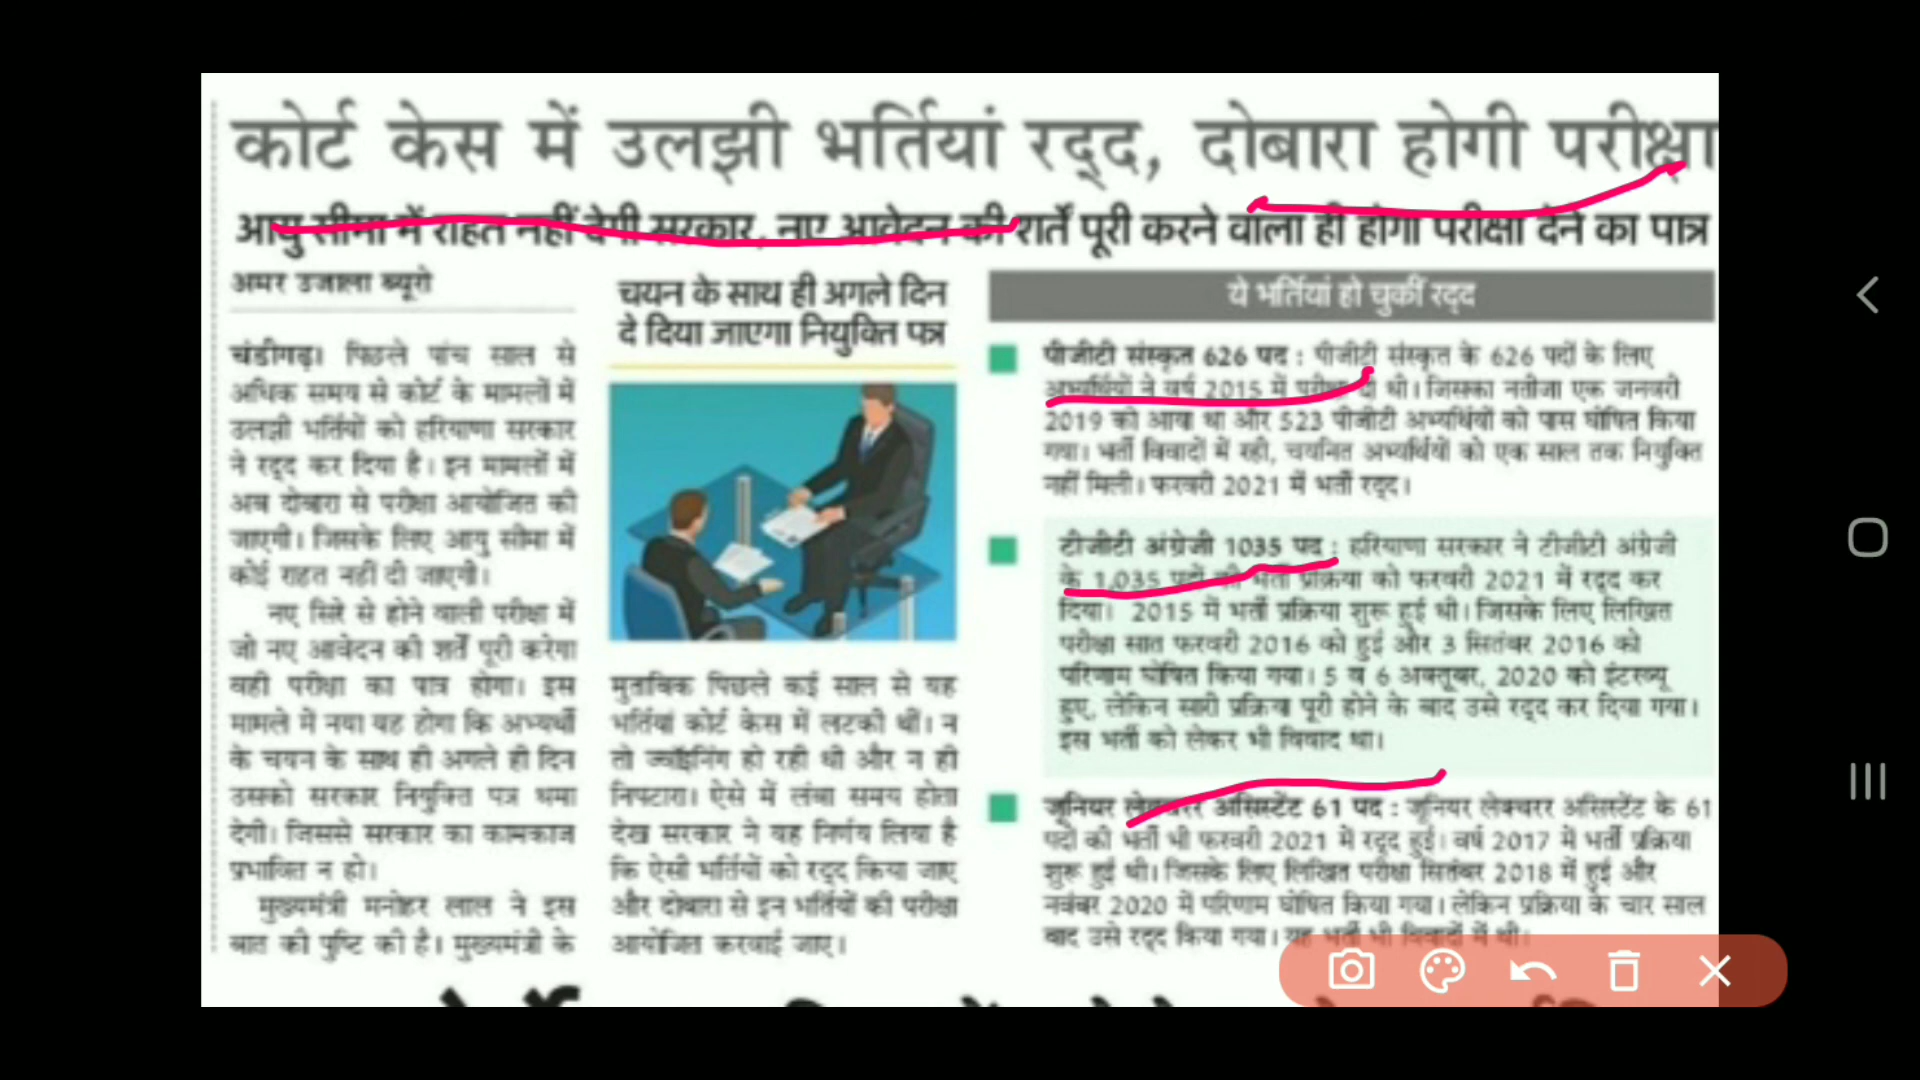 कोर्ट केस में उलझी भर्तियां रद्द, दोबारा होगी परीक्षा
आयु सीमा में राहत नहीं देगी सरकार, नए आवेदन की शर्तें पूरी करने वाला ही होगा परीक्षा देने का पात्र
अमर उजाला ब्यूरो
चंडीगढ़। पिछले पांच साल से
अधिक समय से कोर्ट के मामलों में
उलझी भर्तियों को हरियाणा सरकार
ने रद्द कर दिया है। इन मामलों में
अब दोबारा से परीक्षा आयोजित की
जाएगी। जिसके लिए आयु सीमा में
कोई राहत नहीं दी जाएगी।
नए सिरे से होने वाली परीक्षा में
जो नए आवेदन की शर्तें पूरी करेगा
वही परीक्षा का पात्र होगा। इस
मामले में नया यह होगा कि अभ्यर्थी
के चयन के साथ ही अगले ही दिन
उसको सरकार नियुक्ति पत्र थमा
देगी। जिससे सरकार का कामकाज
प्रभावित न हो।
मुख्यमंत्री मनोहर लाल ने इस
बात की पुष्टि की है। मुख्यमंत्री के
चयन के साथ ही अगले दिन
दे दिया जाएगा नियुक्ति पत्र
मुताबिक पिछले कई साल से यह
भर्तियां कोर्ट केस में लटकी थीं। न
तो ज्वॉइनिंग हो रही थी और न ही
निपटारा। ऐसे में लंबा समय होता
देख सरकार ने यह निर्णय लिया है
कि ऐसी भर्तियों को रद्द किया जाए
और दोबारा से इन भर्तियों की परीक्षा
आयोजित करवाई जाए।
ये भर्तियां हो चुकीं रद्द
पीजीटी संस्कृत 626 पद : पीजीटी संस्कृत के 626 पदों के लिए
अभ्यर्थियों ने वर्ष 2015 में परीक्षा दी थी। जिसका नतीजा एक जनवरी
2019 को आया था और 523 पीजीटी अभ्यर्थियों को पास घोषित किया
गया। भर्ती विवादों में रही, चयनित अभ्यर्थियों को एक साल तक नियुक्ति
नहीं मिली। फरवरी 2021 में भर्ती रद्द।
टीजीटी अंग्रेजी 1035 पद : हरियाणा सरकार ने टीजीटी अंग्रेजी
के 1,035 पदों की भर्ती प्रक्रिया को फरवरी 2021 में रद्द कर
दिया। 2015 में भर्ती प्रक्रिया शुरू हुई थी। जिसके लिए लिखित
परीक्षा सात फरवरी 2016 को हुई और 3 सितंबर 2016 को
परिणाम घोषित किया गया। 5 व 6 अक्तूबर, 2020 को इंटरव्यू
हुए, लेकिन सारी प्रक्रिया पूरी होने के बाद उसे रद्द कर दिया गया।
इस भर्ती को लेकर भी विवाद था।
जूनियर लेक्चरर असिस्टेंट 61 पद : जूनियर लेक्चरर असिस्टेंट के 61
पदों की भर्ती भी फरवरी 2021 में रद्द हुई। वर्ष 2017 में भर्ती प्रक्रिया
शुरू हुई थी। जिसके लिए लिखित परीक्षा सितंबर 2018 में हुई और
नवंबर 2020 में परिणाम घोषित किया गया। लेकिन प्रक्रिया के चार साल
बाद उसे रद्द किया गया। यह भर्ती भी विवादों में थी।